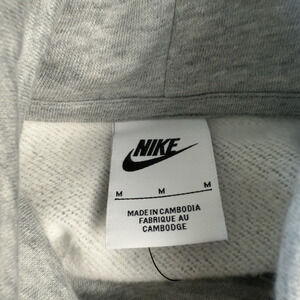 NIKE
M M M
MADE IN CAMBODIA
FABRIQUE AU
CAMBODGE